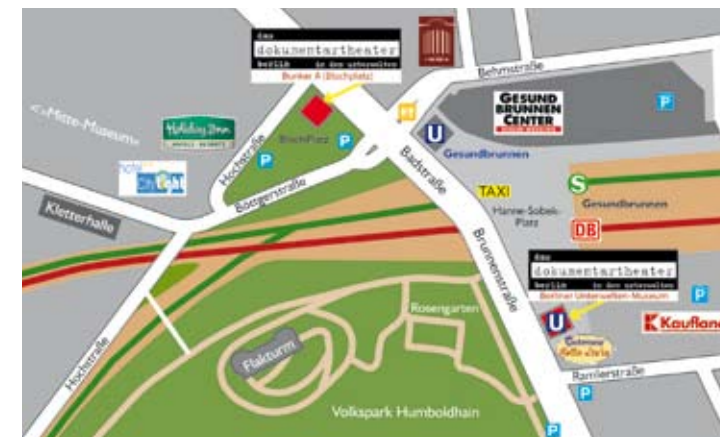 das
dokumentartheater
berlin in den unterwelten
Bunker A (Blochplatz)
Behmstraße
GESUND
BRUNNEN
CENTER
P
<<Mitte-Museum>>
Holiday Inn
Hochstraße
BlochPlatz
P
P
U
Gesundbrunnen
Badstraße
hotel
Citylight
Böttgerstraße
Kletterhalle
TAXI
S
Gesundbrunnen
Hanne-Sobek-
Platz
DB
Brunnenstraße
das
dokumentartheater
berlin in den unterwelten
Berliner Unterwelten-Museum
P
Rosengarten
U
Kaufland
Flakturm
Hochstraße
Ramlerstraße
P
Volkspark Humboldhain
P